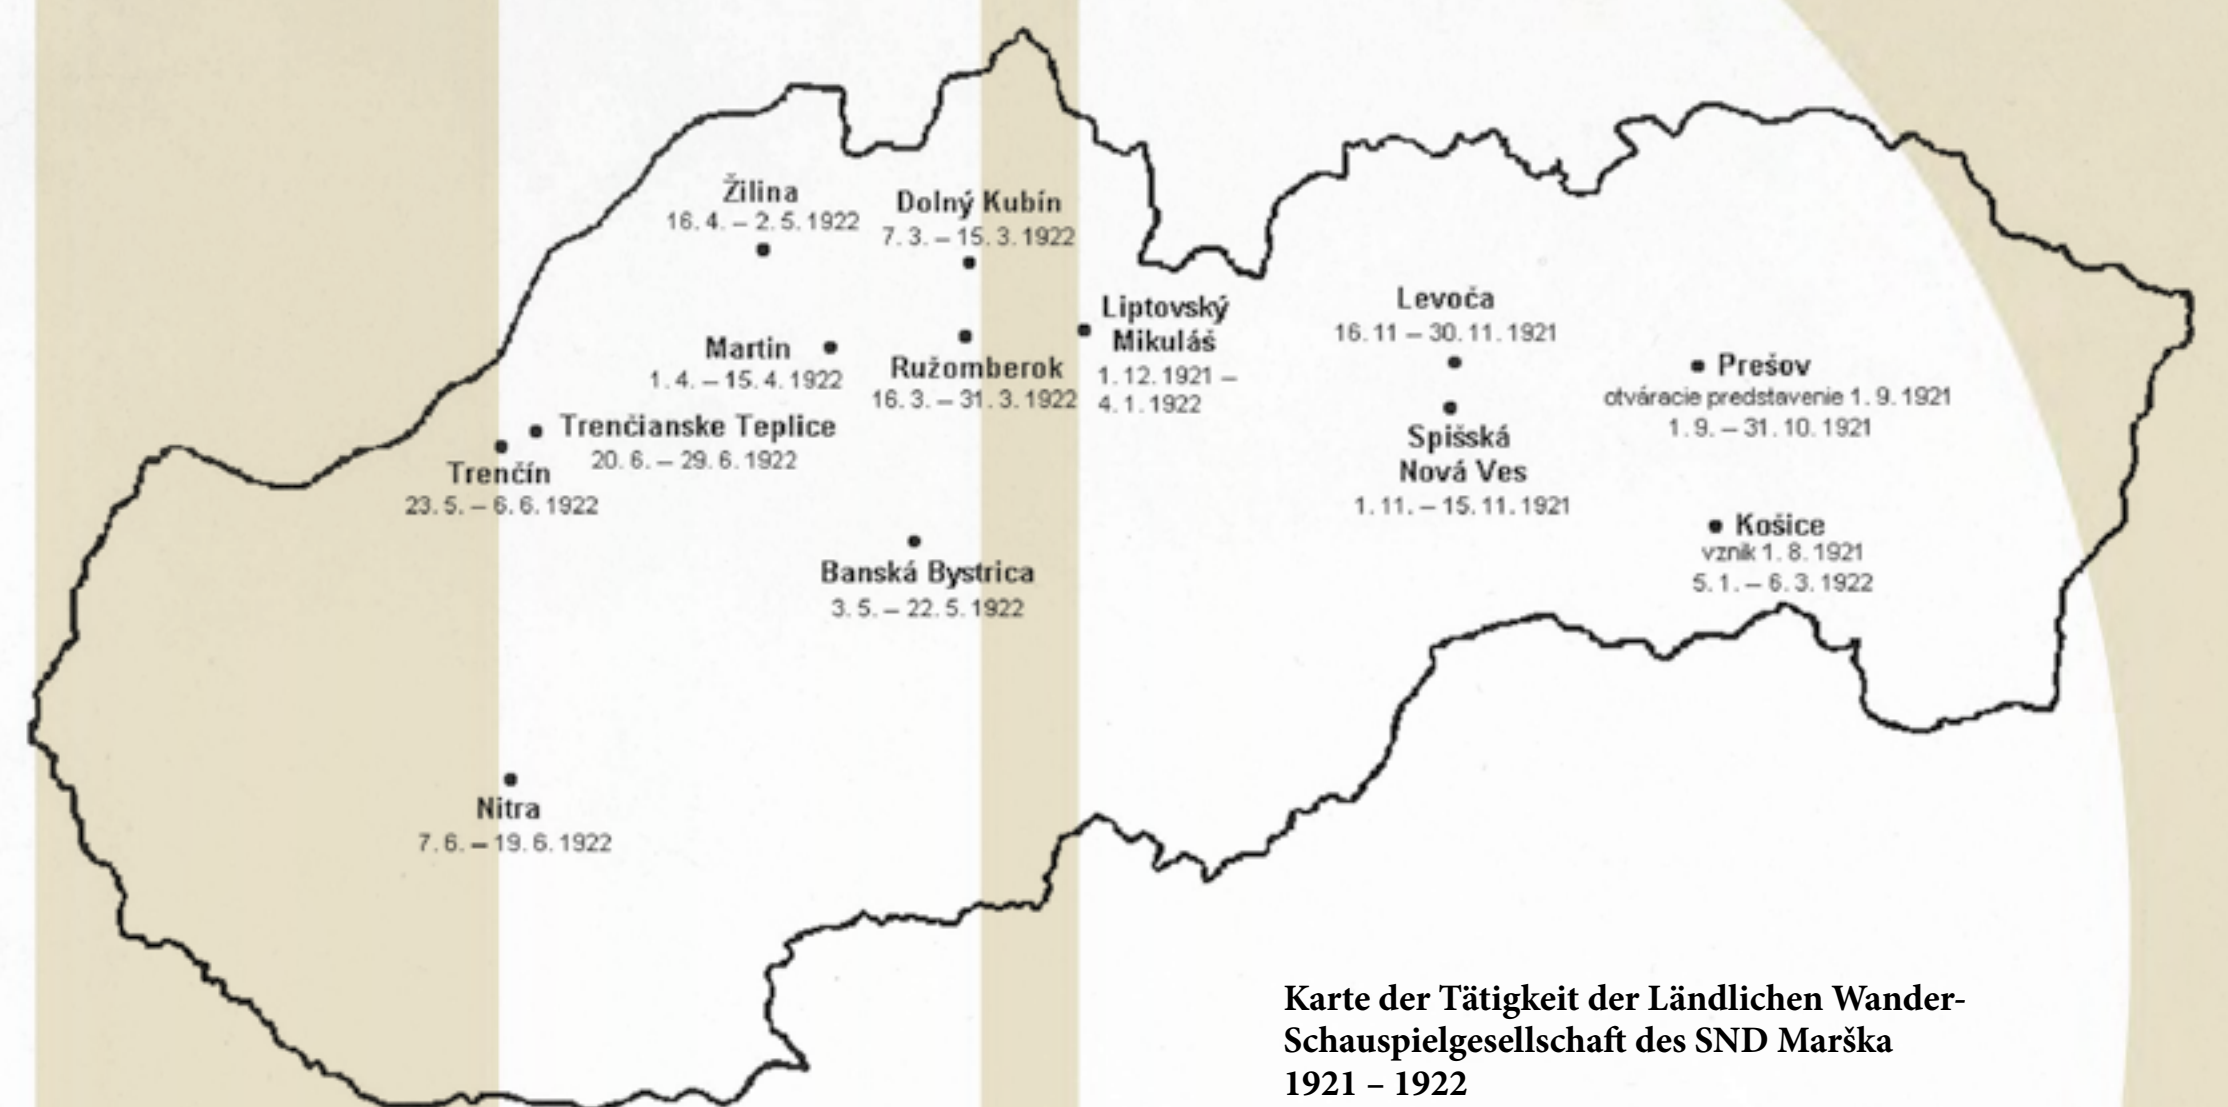 Žilina
16. 4. – 2. 5. 1922
Dolný Kubín
7. 3. – 15. 3. 1922
Liptovský
Mikuláš
1. 12. 1921 –
4. 1. 1922
Levoča
16. 11 – 30. 11. 1921
Martin
1. 4. – 15. 4. 1922
Ružomberok
16. 3. – 31. 3. 1922
Prešov
otváracie predstavenie 1. 9. 1921
1. 9. – 31. 10. 1921
Trenčianske Teplice
20. 6. – 29. 6. 1922
Trenčín
23. 5. – 6. 6. 1922
Spišská
Nová Ves
1. 11. – 15. 11. 1921
Košice
vznik 1. 8. 1921
5. 1. – 6. 3. 1922
Banská Bystrica
3. 5. – 22. 5. 1922
Nitra
7. 6. – 19. 6. 1922
Karte der Tätigkeit der Ländlichen Wander-
Schauspielgesellschaft des SND Marška
1921 – 1922